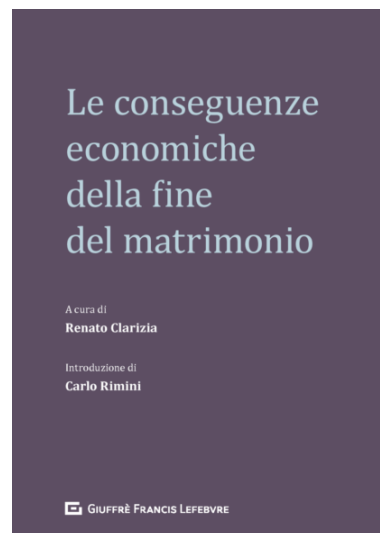 Le conseguenze
economiche
della fine
del matrimonio
A cura di
Renato Clarizia
Introduzione di
Carlo Rimini
GIUFFRÈ FRANCIS LEFEBVRE